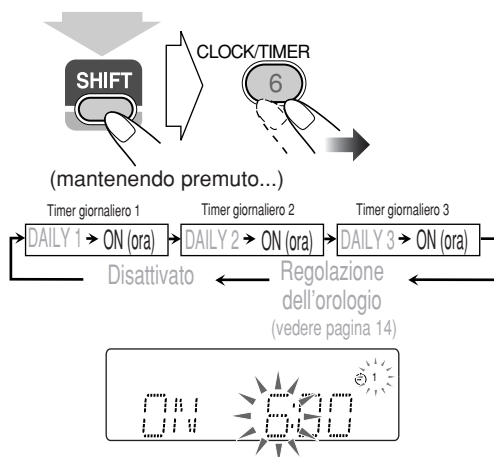 CLOCK/TIMER
SHIFT
6
(mantenendo premuto...)
Timer giornaliero 1 Timer giornaliero 2 Timer giornaliero 3
DAILY 1 ON (ora) DAILY 2 ON (ora) DAILY 3 ON (ora)
Disattivato Regolazione
dell'orologio
(vedere pagina 14)
1
ON 6:00